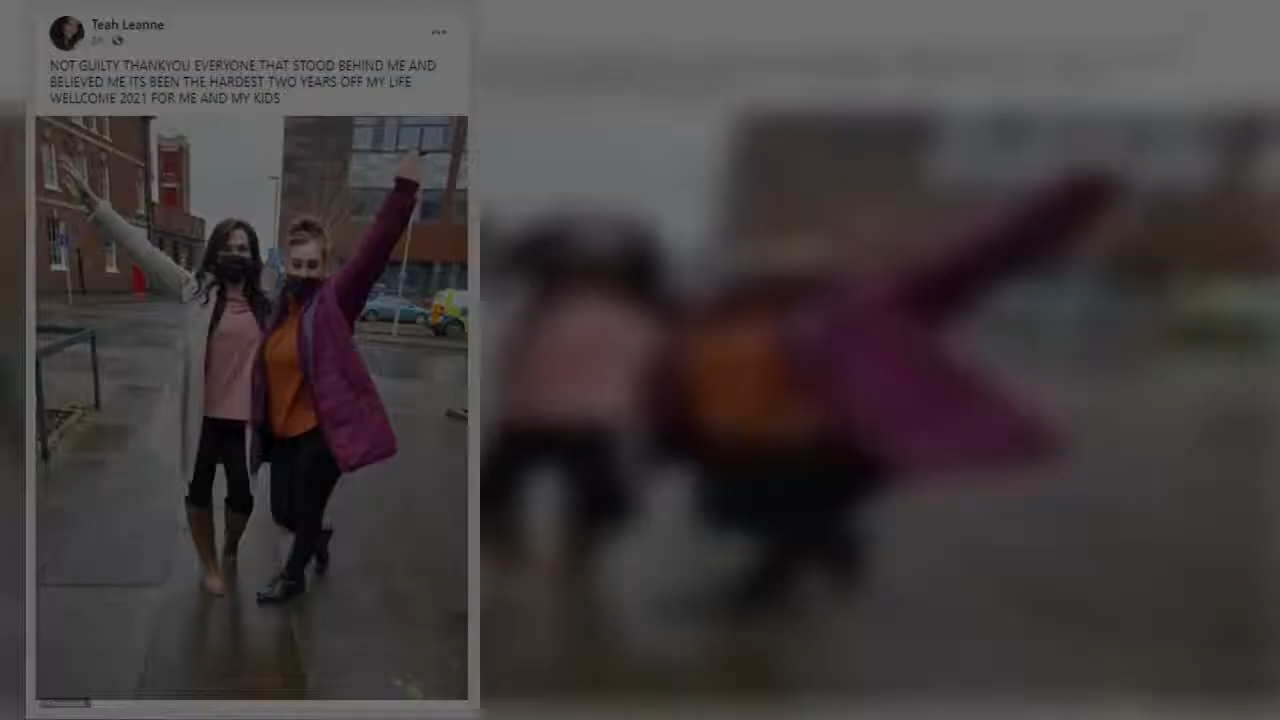 Teah Leanne
NOT GUILTY THANKYOU EVERYONE THAT STOOD BEHIND ME AND
BELIEVED ME ITS BEEN THE HARDEST TWO YEARS OFF MY LIFE
WELLCOME 2021 FOR ME AND MY KIDS